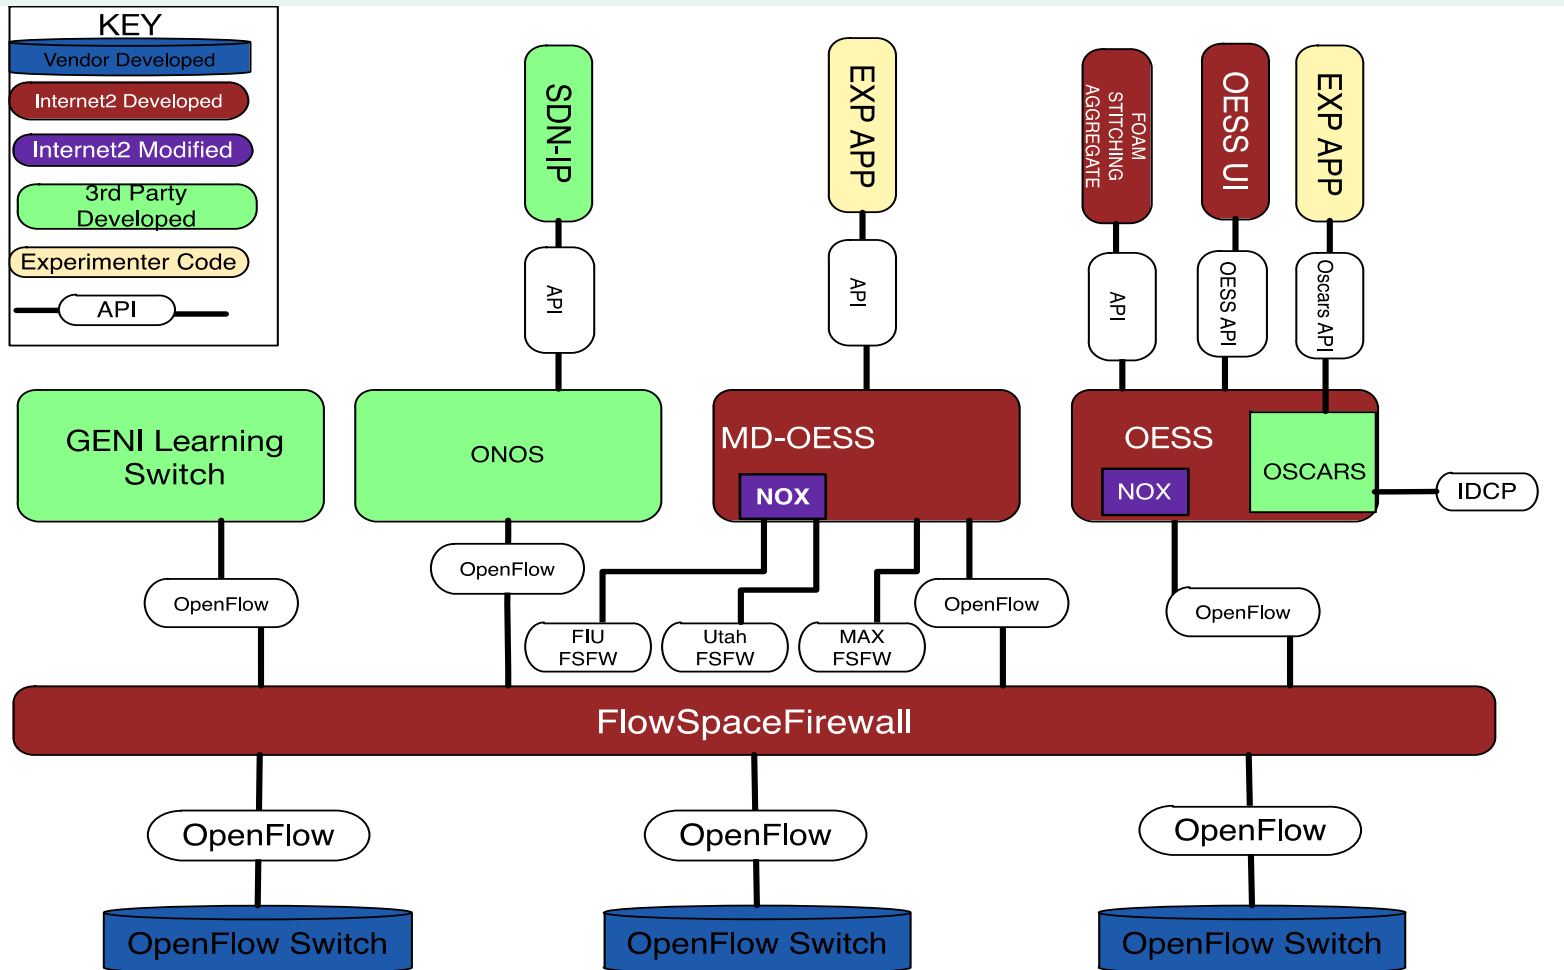 KEY
Vendor Developed
Internet2 Developed
Internet2 Modified
3rd Party
Developed
Experimenter Code
API
SDN-IP
EXP APP
FOAM
STITCHING
AGGREGATE
OESS UI
EXP APP
API
API
API
OESS API
Oscars API
GENI Learning
Switch
ONOS
MD-OESS
NOX
OESS
NOX
OSCARS
IDCP
OpenFlow
OpenFlow
FIU
FSFW
Utah
FSFW
MAX
FSFW
OpenFlow
OpenFlow
FlowSpaceFirewall
OpenFlow
OpenFlow
OpenFlow
OpenFlow Switch
OpenFlow Switch
OpenFlow Switch